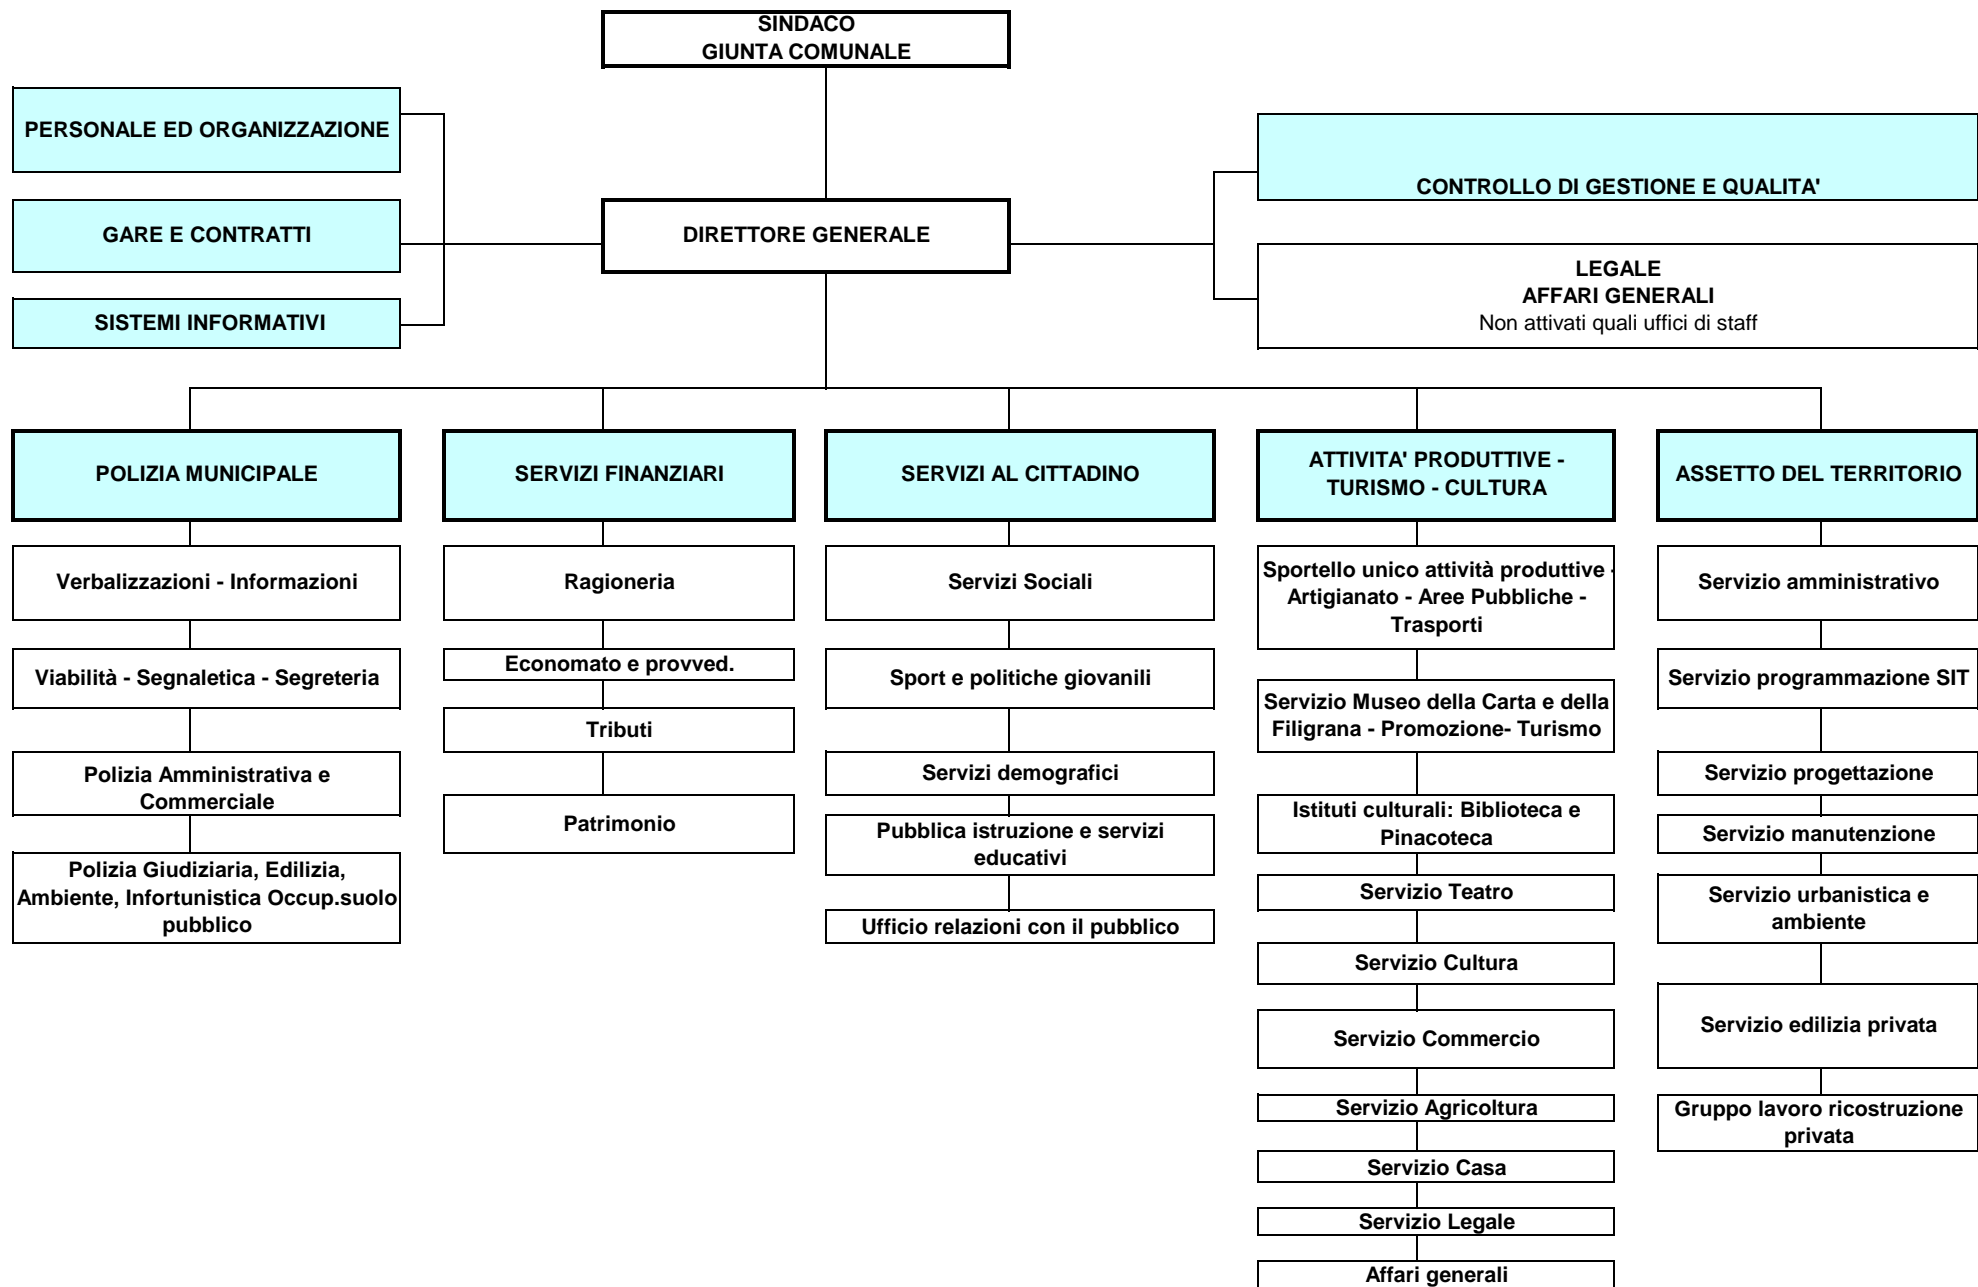 SINDACO
GIUNTA COMUNALE
PERSONALE ED ORGANIZZAZIONE
CONTROLLO DI GESTIONE E QUALITA'
GARE E CONTRATTI
DIRETTORE GENERALE
LEGALE
AFFARI GENERALI
Non attivati quali uffici di staff
SISTEMI INFORMATIVI
POLIZIA MUNICIPALE
Verbalizzazioni - Informazioni
Viabilità - Segnaletica - Segreteria
Polizia Amministrativa e
Commerciale
Polizia Giudiziaria, Edilizia,
Ambiente, Infortunistica Occup.suolo
pubblico
SERVIZI FINANZIARI
Ragioneria
Economato e provved.
Tributi
Patrimonio
SERVIZI AL CITTADINO
Servizi Sociali
Sport e politiche giovanili
Servizi demografici
Pubblica istruzione e servizi
educativi
Ufficio relazioni con il pubblico
ATTIVITA' PRODUTTIVE -
TURISMO - CULTURA
Sportello unico attività produttive -
Artigianato - Aree Pubbliche -
Trasporti
Servizio Museo della Carta e della
Filigrana - Promozione- Turismo
Istituti culturali: Biblioteca e
Pinacoteca
Servizio Teatro
Servizio Cultura
Servizio Commercio
Servizio Agricoltura
Servizio Casa
Servizio Legale
Affari generali
ASSETTO DEL TERRITORIO
Servizio amministrativo
Servizio programmazione SIT
Servizio progettazione
Servizio manutenzione
Servizio urbanistica e
ambiente
Servizio edilizia privata
Gruppo lavoro ricostruzione
privata